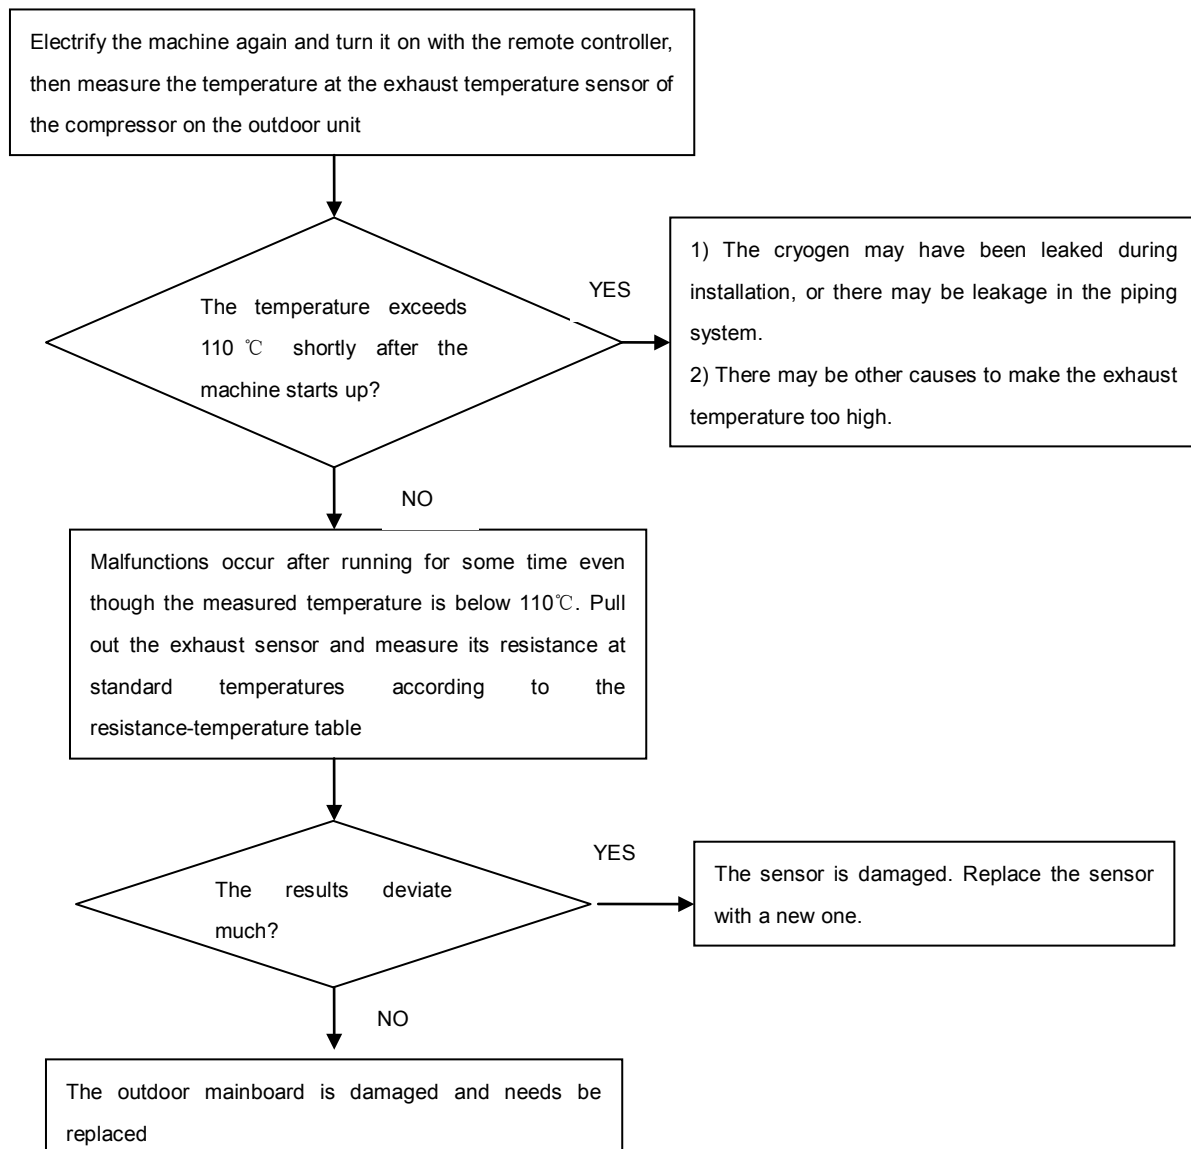 Electrify the machine again and turn it on with the remote controller,
then measure the temperature at the exhaust temperature sensor of
the compressor on the outdoor unit
The temperature exceeds
110 ℃ shortly after the
machine starts up?
YES
1) The cryogen may have been leaked during
installation, or there may be leakage in the piping
system.
2) There may be other causes to make the exhaust
temperature too high.
NO
Malfunctions occur after running for some time even
though the measured temperature is below 110℃. Pull
out the exhaust sensor and measure its resistance at
standard temperatures according to the
resistance-temperature table
The results deviate
much?
YES
The sensor is damaged. Replace the sensor
with a new one.
NO
The outdoor mainboard is damaged and needs be
replaced